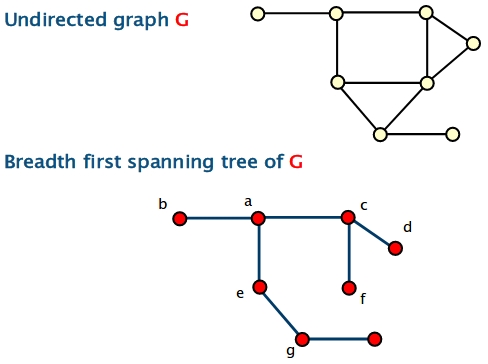 Undirected graph G
Breadth first spanning tree of G
b
a
c
d
e
f
g